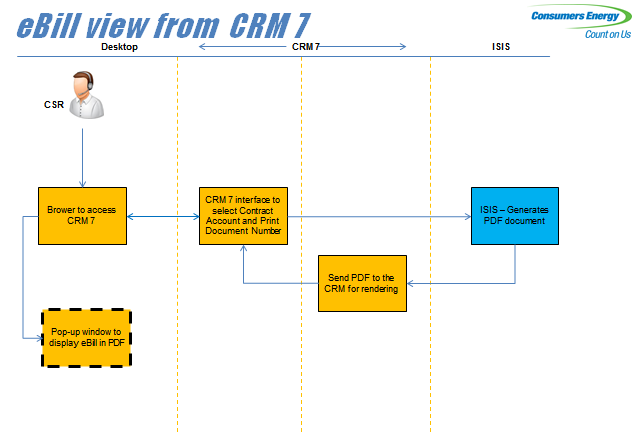 eBill view from CRM 7
Consumers Energy
Count on Us
Desktop
CRM 7
ISIS
CSR
Brower to access
CRM 7
CRM 7 interface to
select Contract
Account and Print
Document Number
ISIS – Generates
PDF document
Send PDF to the
CRM for rendering
Pop-up window to
display eBill in PDF